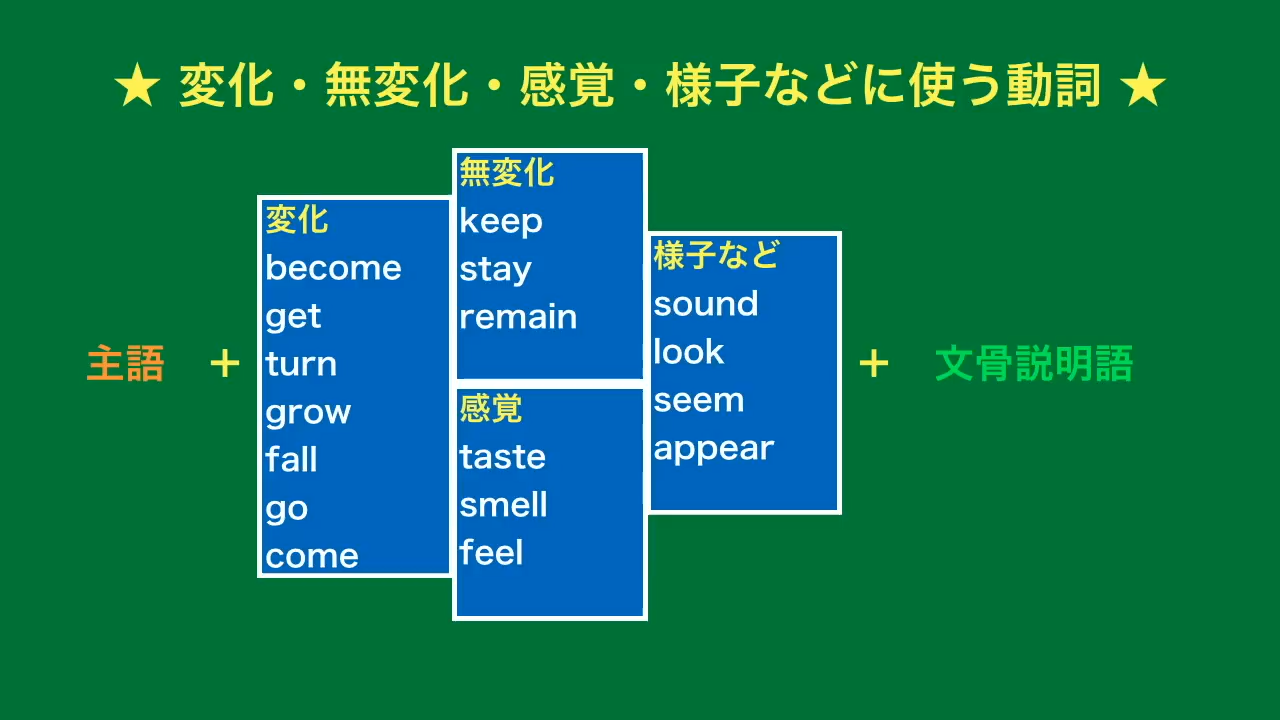 ★ 変化・無変化・感覚・様子などに使う動詞 ★
主語
+
変化
become
get
turn
grow
fall
go
come
無変化
keep
stay
remain
感覚
taste
smell
feel
様子など
sound
look
seem
appear
+
文骨説明語